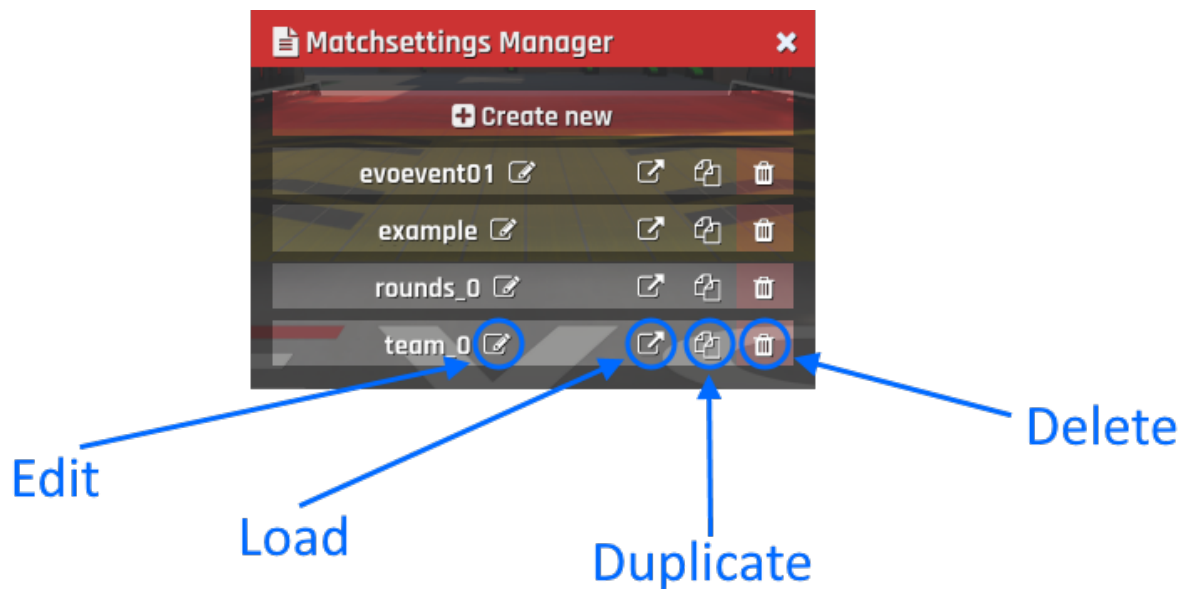 Matchsettings Manager
Create new
evoevent01
example
rounds_0
team_0
Delete
Edit
Load
Duplicate